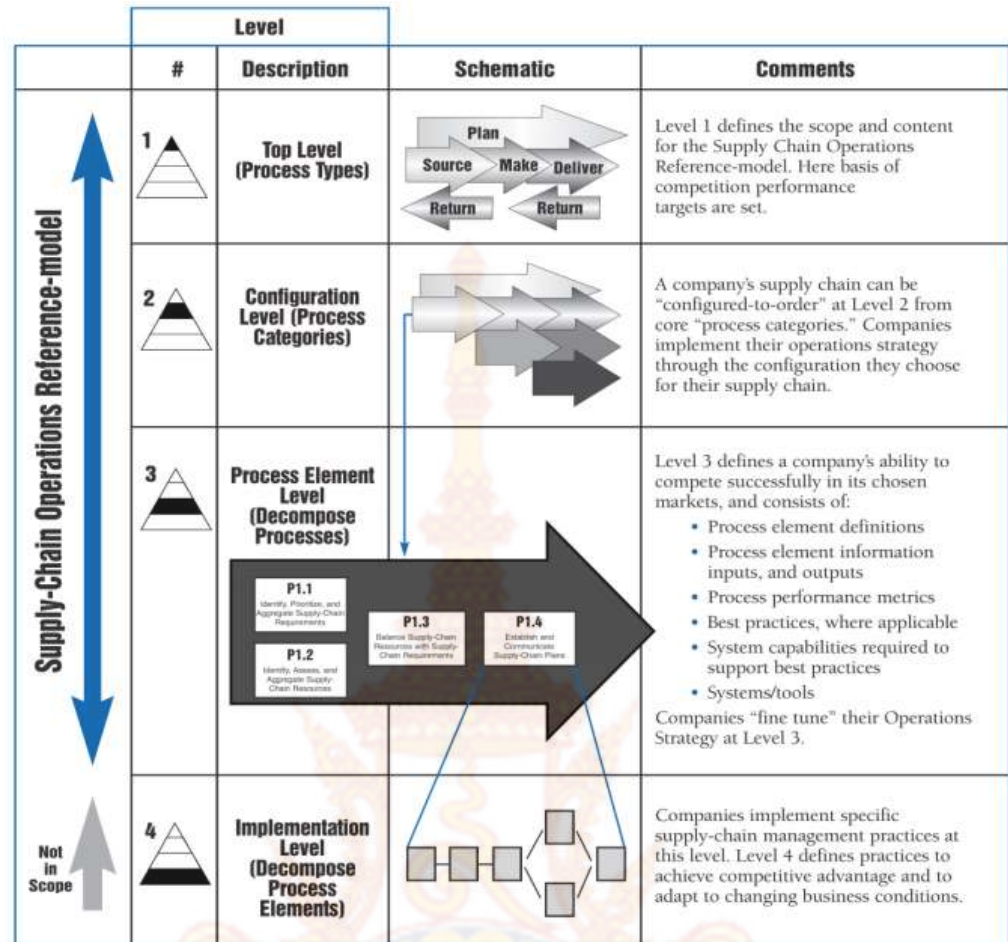 Level
#
Description
Schematic
Comments
Supply-Chain Operations Reference-model
1
Top Level
(Process Types)
Plan
Source
Make
Deliver
Return
Return
Level 1 defines the scope and content
for the Supply Chain Operations
Reference-model. Here basis of
competition performance
targets are set.
2
Configuration
Level (Process
Categories)
A company's supply chain can be
"configured-to-order" at Level 2 from
core "process categories." Companies
implement their operations strategy
through the configuration they choose
for their supply chain.
3
Process Element
Level
(Decompose
Processes)
P1.1
Identify, Prioritize, and
Aggregate Supply-Chain
Requirements
P1.2
Identify, Assess, and
Aggregate Supply-
Chain Resources
P1.3
Balance Supply-Chain
Resources with Supply-
Chain Requirements
P1.4
Establish and
Communicate
Supply-Chain Plans
Level 3 defines a company's ability to
compete successfully in its chosen
markets, and consists of:
• Process element definitions
• Process element information
inputs, and outputs
• Process performance metrics
• Best practices, where applicable
• System capabilities required to
support best practices
• Systems/tools
Companies "fine tune" their Operations
Strategy at Level 3.
Not
in
Scope
4
Implementation
Level
(Decompose
Process
Elements)
Companies implement specific
supply-chain management practices at
this level. Level 4 defines practices to
achieve competitive advantage and to
adapt to changing business conditions.